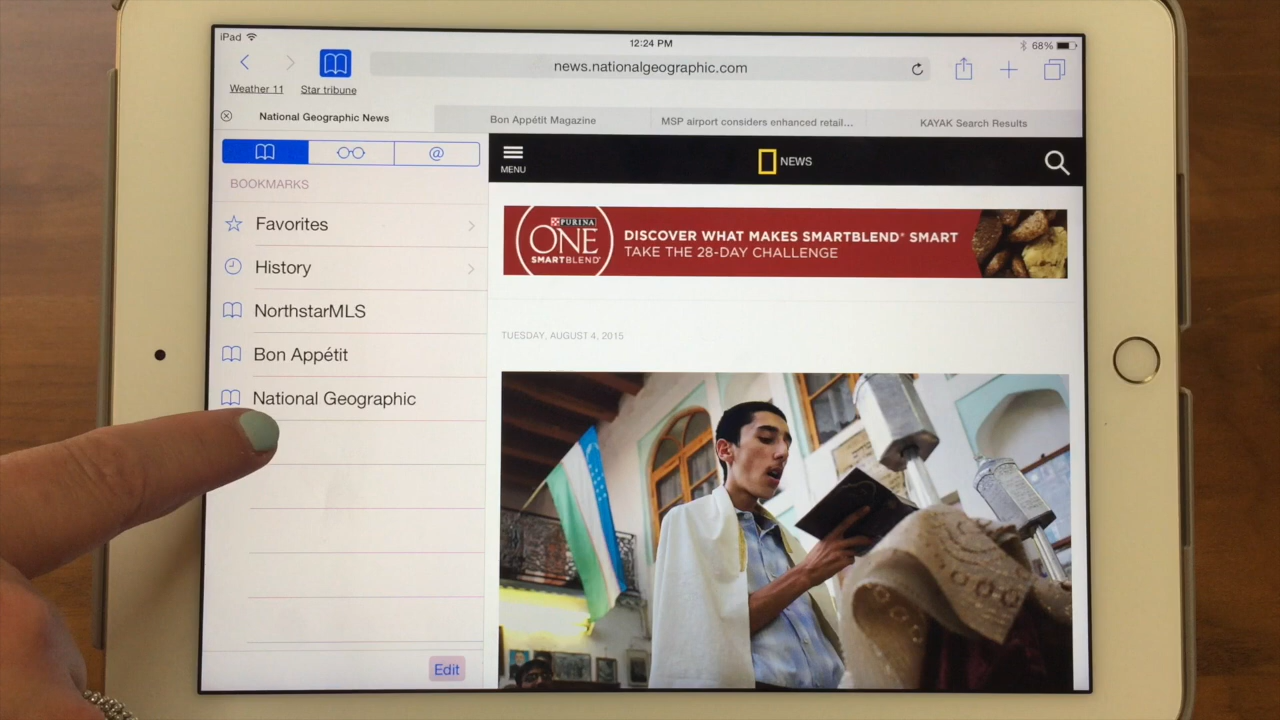 iPad
12:24 PM
68%
news.nationalgeographic.com
Weather 11
Star tribune
National Geographic News
Bon Appétit Magazine
MSP airport considers enhanced retail…
KAYAK Search Results
@
BOOKMARKS
Favorites
History
NorthstarMLS
Bon Appétit
National Geographic
Edit
MENU
NEWS
PURINA
ONE
SMARTBLEND®
DISCOVER WHAT MAKES SMARTBLEND® SMART
TAKE THE 28-DAY CHALLENGE
TUESDAY, AUGUST 4, 2015